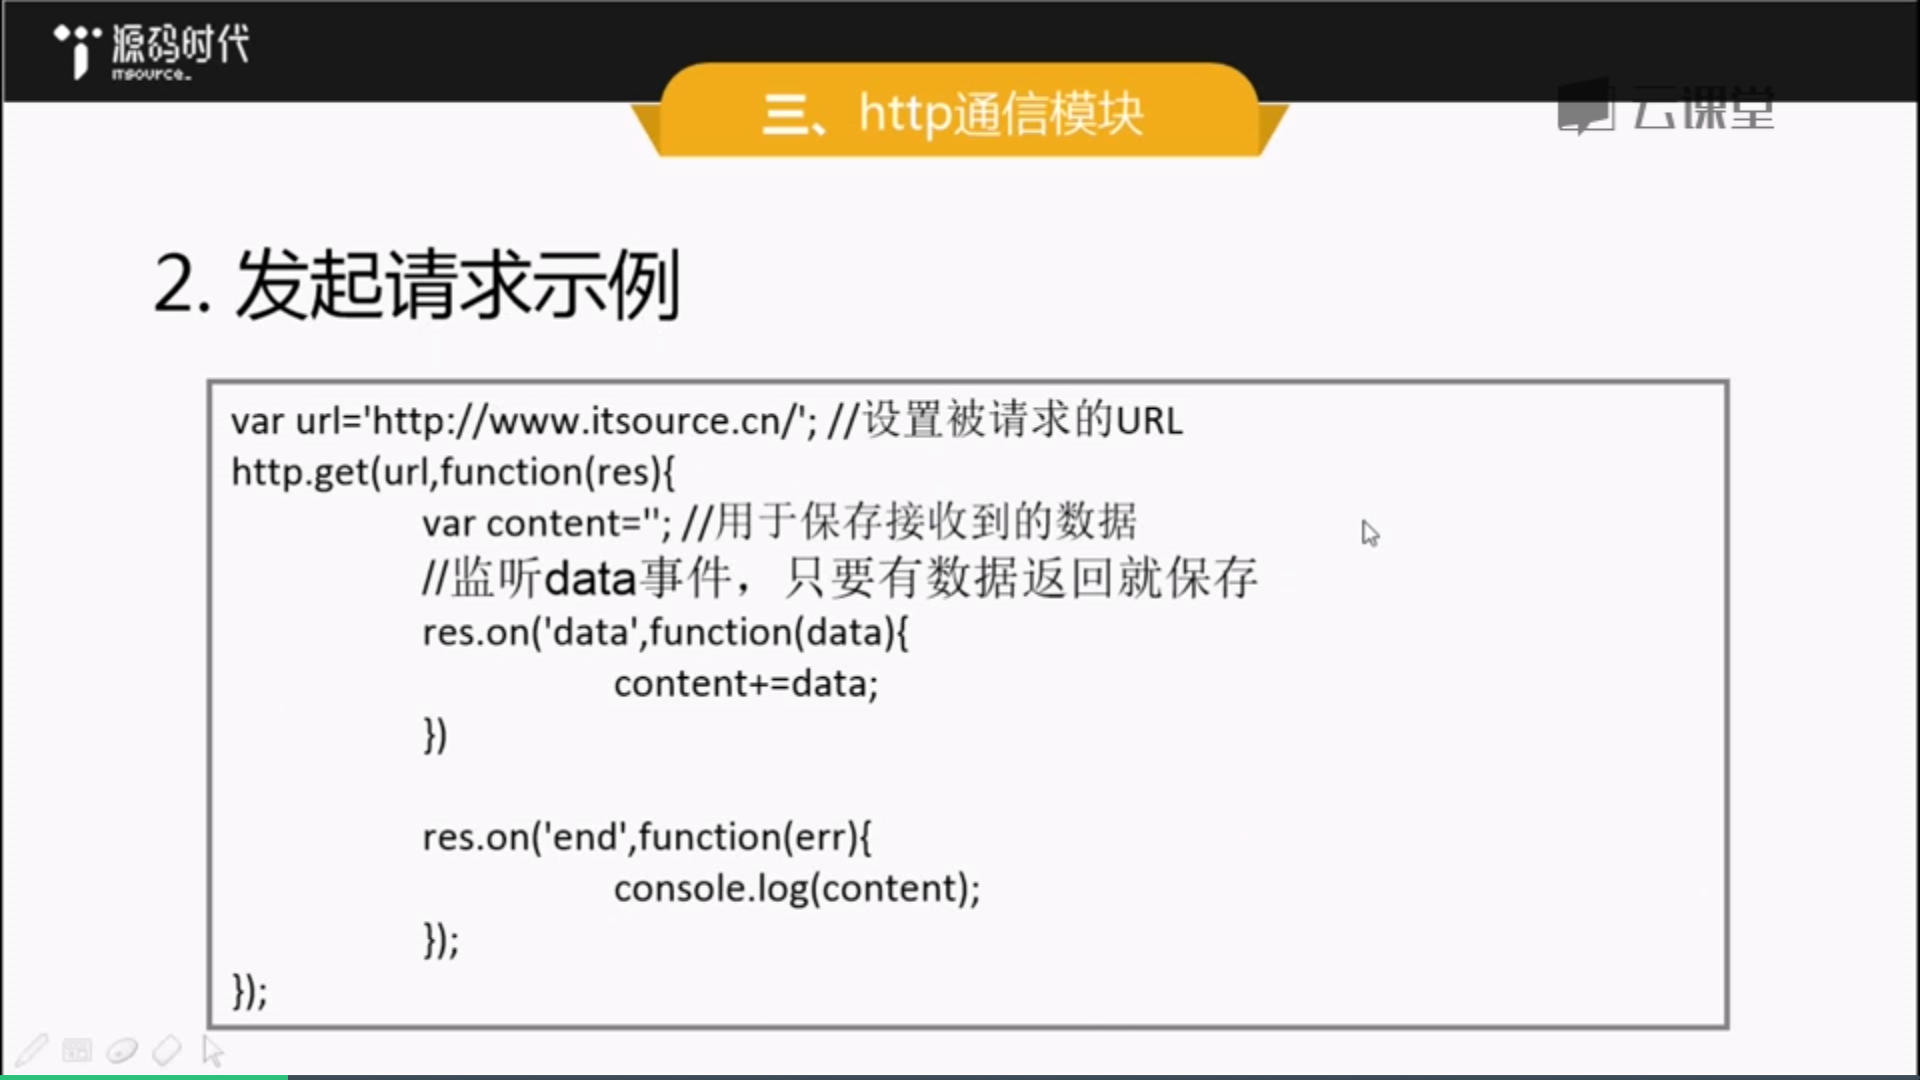 源码时代
itsource_
三、http通信模块
云课堂
2. 发起请求示例
var url='http://www.itsource.cn/'; //设置被请求的URL
http.get(url,function(res){
var content=''; //用于保存接收到的数据
//监听data事件，只要有数据返回就保存
res.on('data',function(data){
content+=data;
})
res.on('end',function(err){
console.log(content);
});
});